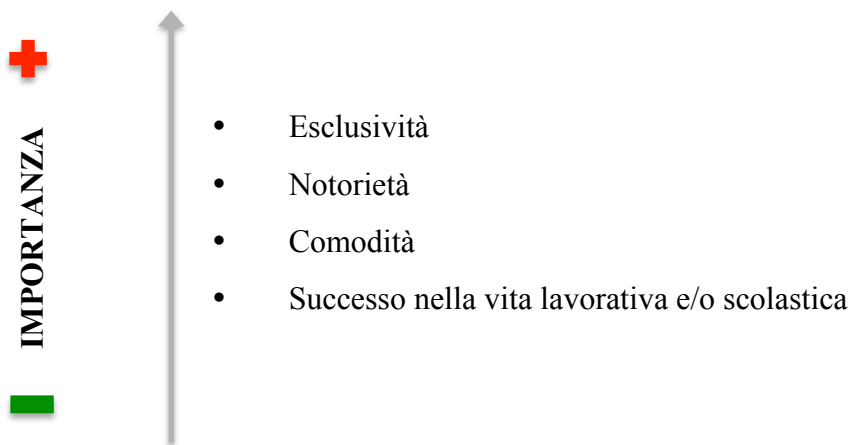 IMPORTANZA
• Esclusività
• Notorietà
• Comodità
• Successo nella vita lavorativa e/o scolastica